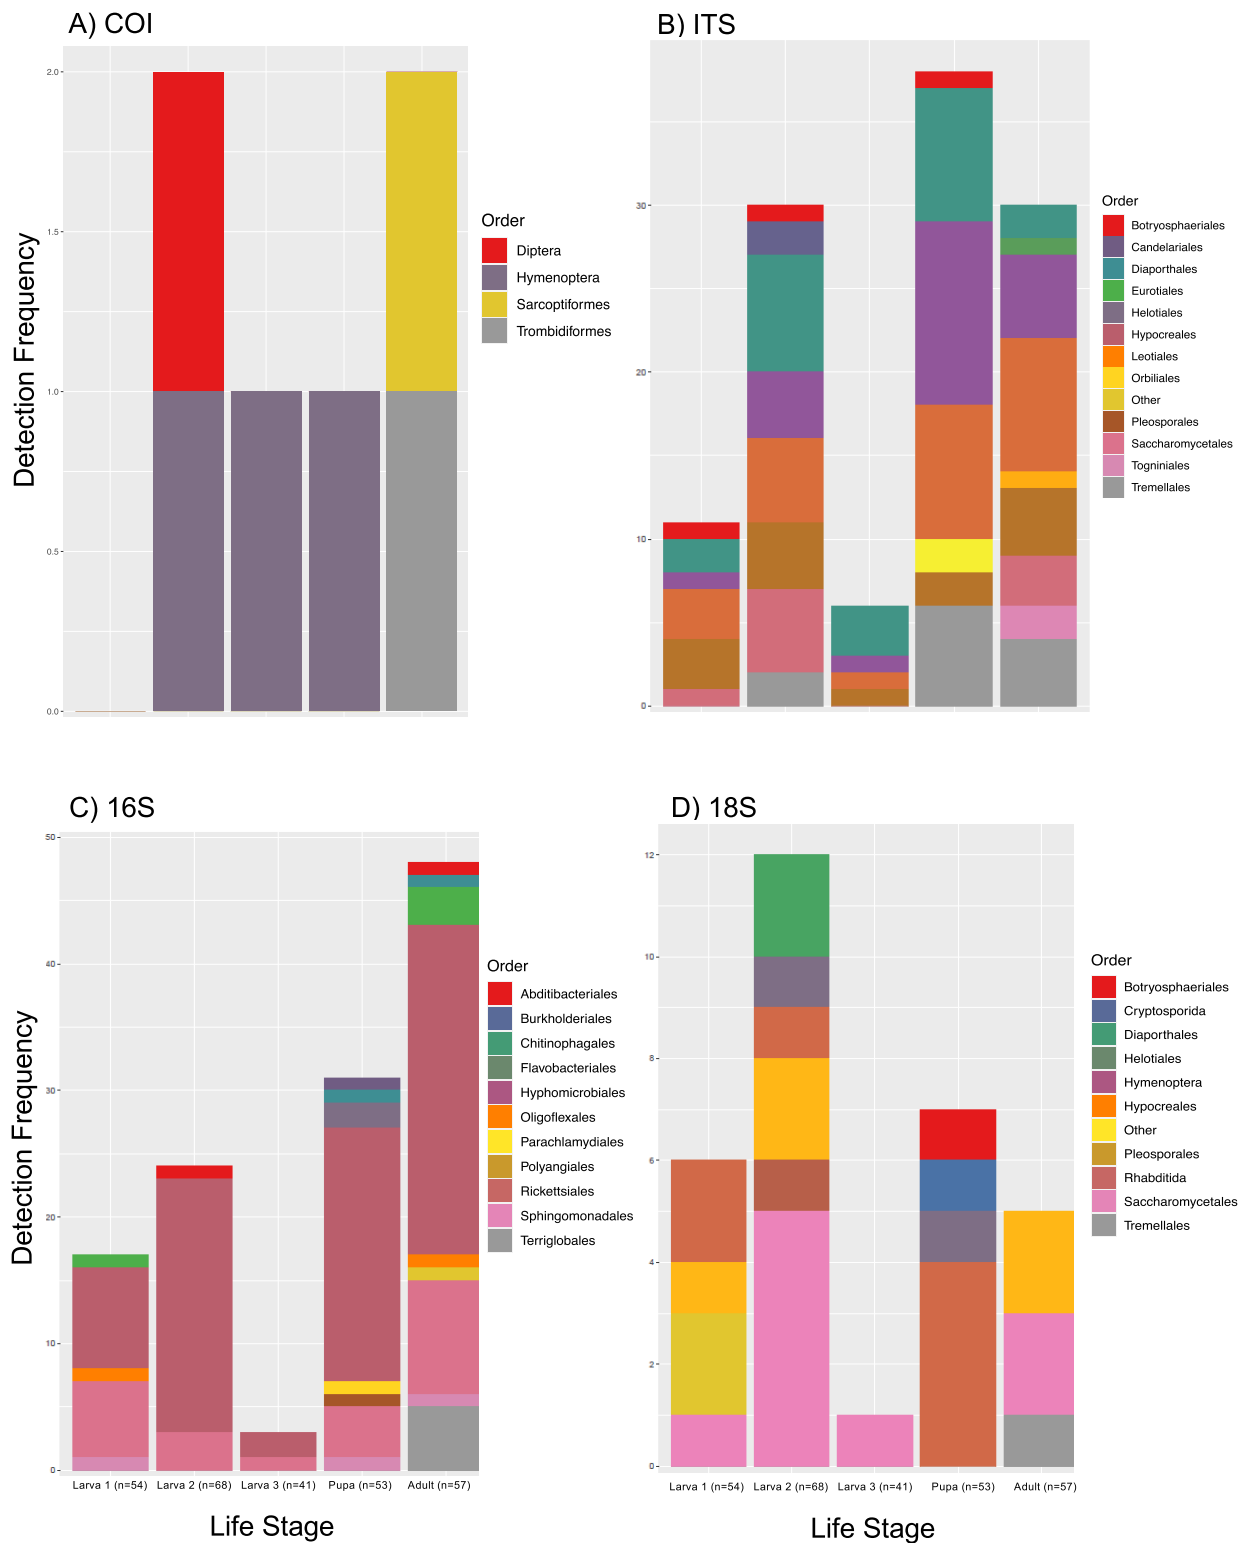 A) COI
Detection Frequency
2.0
1.5
1.0
0.5
0.0
Order
Diptera
Hymenoptera
Sarcoptiformes
Trombidiformes
B) ITS
30
20
10
0
Order
Botryosphaeriales
Candelariales
Diaporthales
Eurotiales
Helotiales
Hypocreales
Leotiales
Orbiliales
Other
Pleosporales
Saccharomycetales
Togniniales
Tremellales
C) 16S
Detection Frequency
50
40
30
20
10
0
Larva 1 (n=54) Larva 2 (n=68) Larva 3 (n=41) Pupa (n=53) Adult (n=57)
Life Stage
Order
Abditibacteriales
Burkholderiales
Chitinophagales
Flavobacteriales
Hyphomicrobiales
Oligoflexales
Parachlamydiales
Polyangiales
Rickettsiales
Sphingomonadales
Terriglobales
D) 18S
12
10
8
6
4
2
0
Larva 1 (n=54) Larva 2 (n=68) Larva 3 (n=41) Pupa (n=53) Adult (n=57)
Life Stage
Order
Botryosphaeriales
Cryptosporida
Diaporthales
Helotiales
Hymenoptera
Hypocreales
Other
Pleosporales
Rhabditida
Saccharomycetales
Tremellales